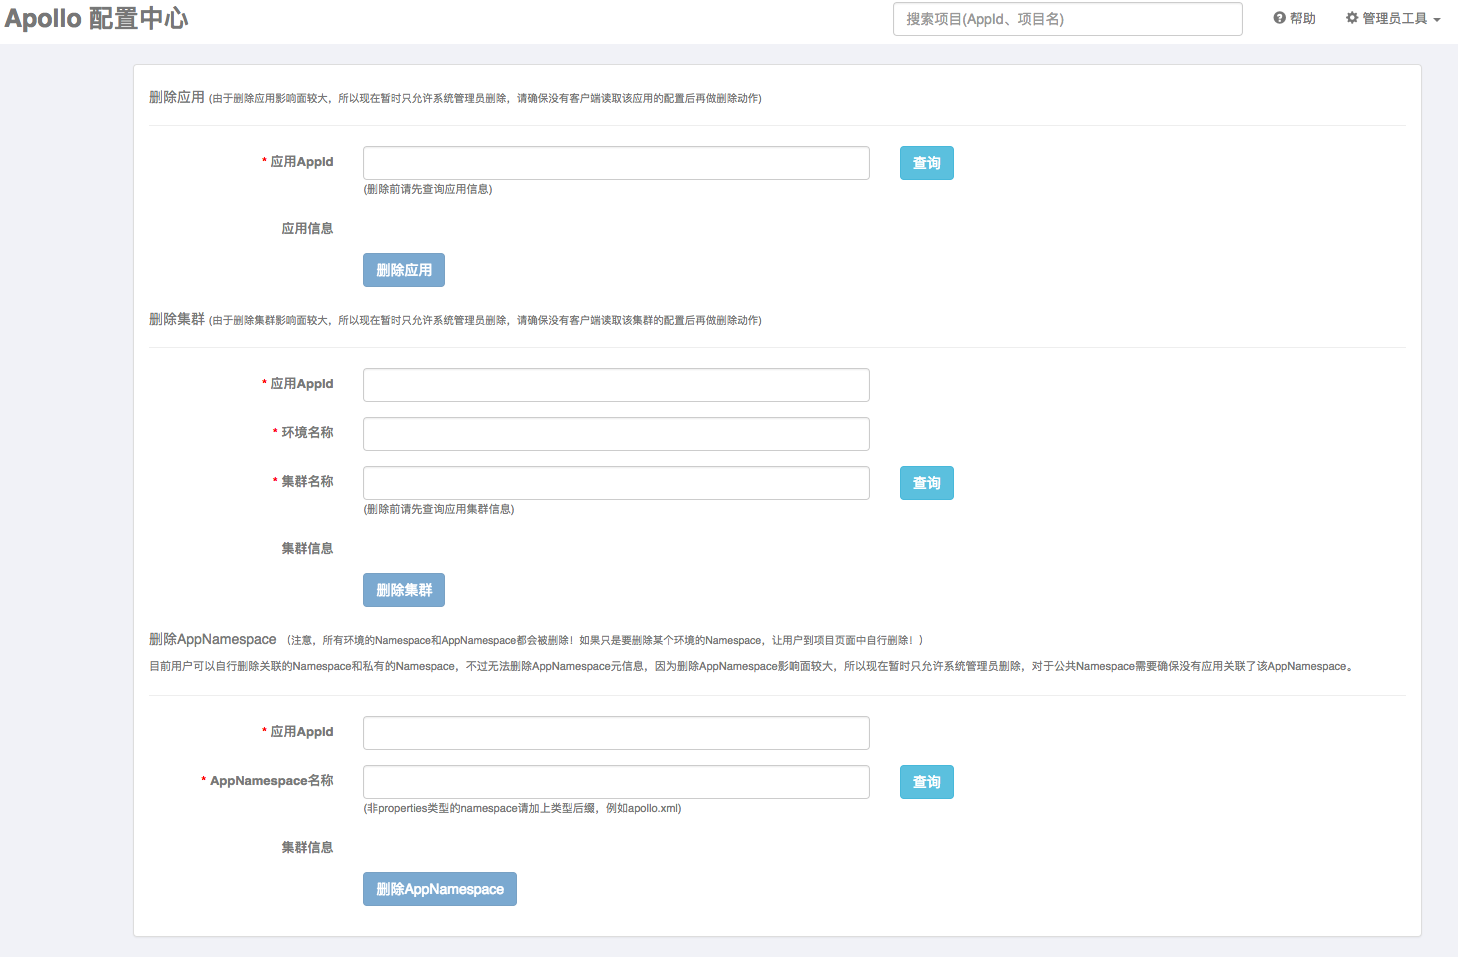 Apollo 配置中心
搜索项目(AppId、项目名)
帮助
管理员工具
删除应用 (由于删除应用影响面较大，所以现在暂时只允许系统管理员删除，请确保没有客户端读取该应用的配置后再做删除动作)
* 应用AppId
查询
(删除前请先查询应用信息)
应用信息
删除应用
删除集群 (由于删除集群影响面较大，所以现在暂时只允许系统管理员删除，请确保没有客户端读取该集群的配置后再做删除动作)
* 应用AppId
* 环境名称
* 集群名称
查询
(删除前请先查询应用集群信息)
集群信息
删除集群
删除AppNamespace （注意，所有环境的Namespace和AppNamespace都会被删除！如果只是要删除某个环境的Namespace，让用户到项目页面中自行删除！）
目前用户可以自行删除关联的Namespace和私有的Namespace，不过无法删除AppNamespace元信息，因为删除AppNamespace影响面较大，所以现在暂时只允许系统管理员删除，对于公共Namespace需要确保没有应用关联了该AppNamespace。
* 应用AppId
* AppNamespace名称
查询
(非properties类型的namespace请加上类型后缀，例如apollo.xml)
集群信息
删除AppNamespace